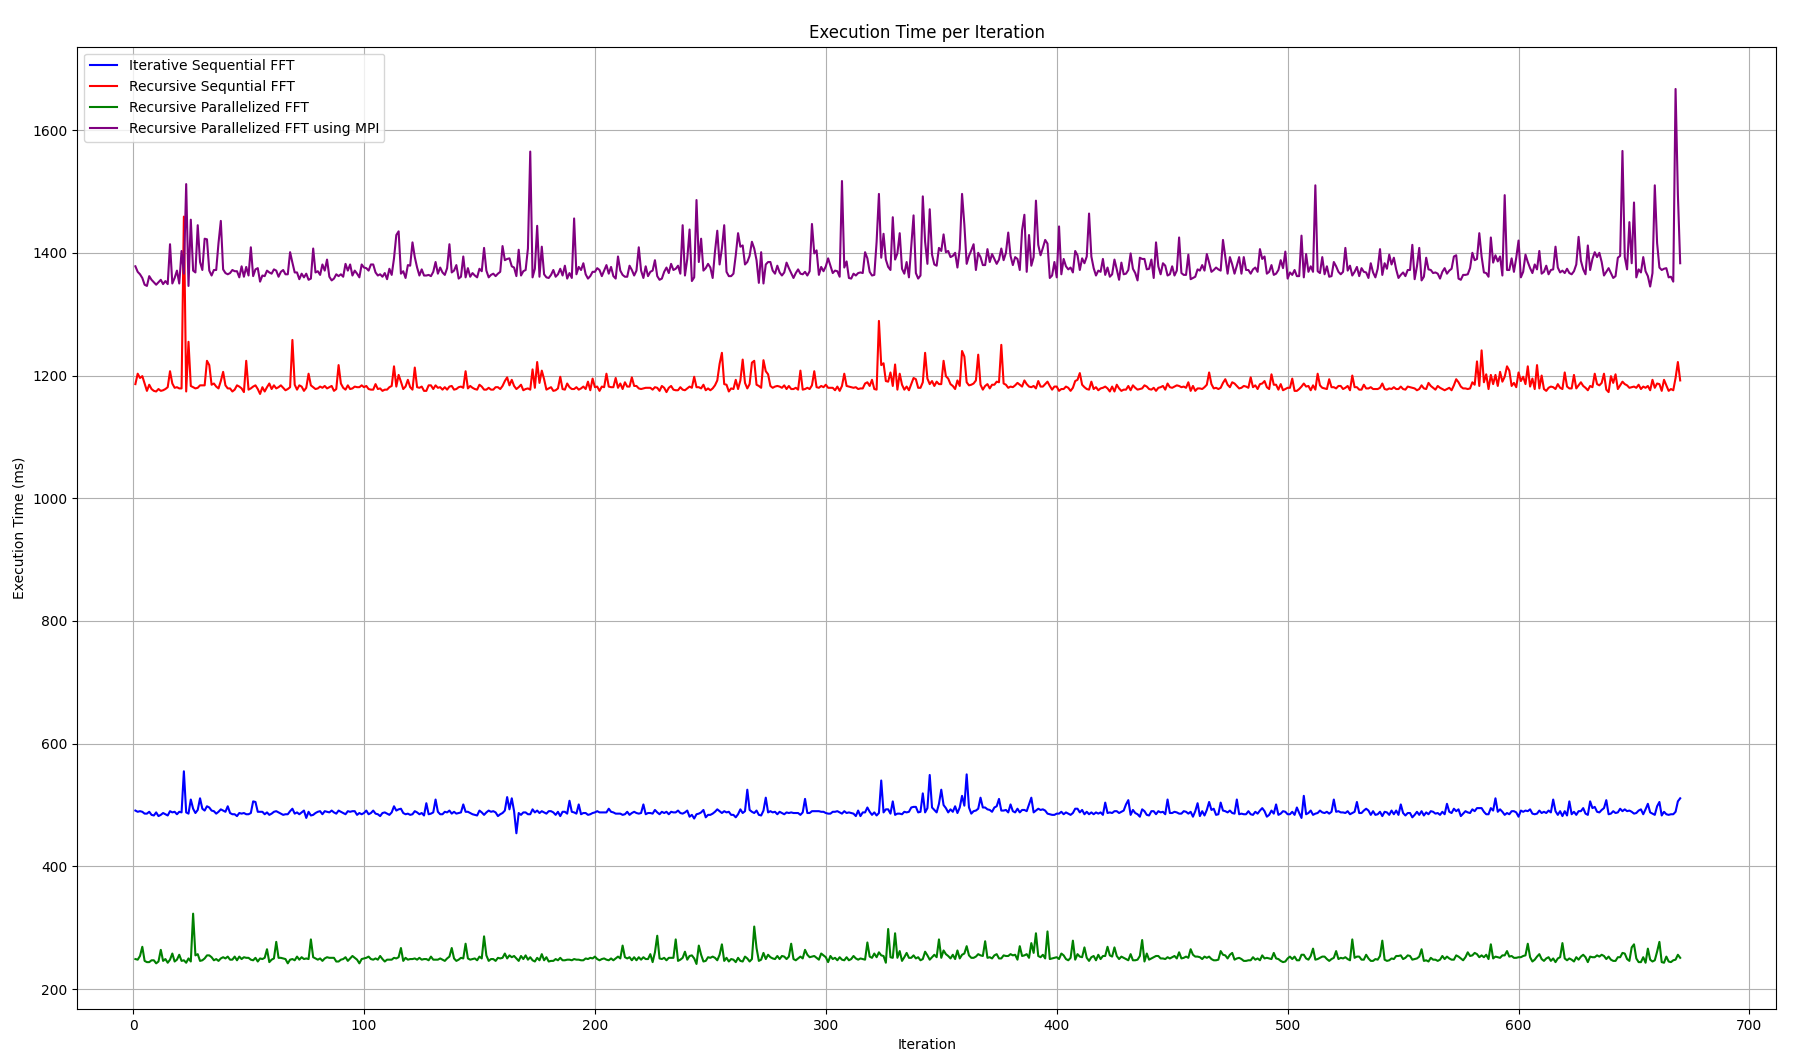 Execution Time per Iteration
Iterative Sequential FFT
Recursive Sequntial FFT
Recursive Parallelized FFT
Recursive Parallelized FFT using MPI
Execution Time (ms)
1600
1400
1200
1000
800
600
400
200
0 100 200 300 400 500 600 700
Iteration